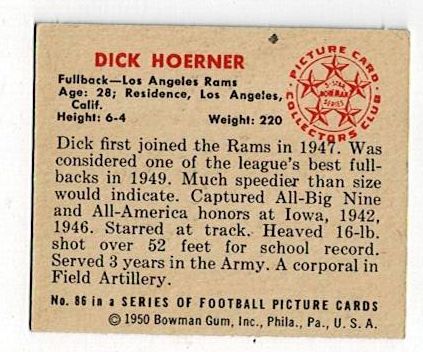 DICK HOERNER
Fullback—Los Angeles Rams
Age: 28; Residence, Los Angeles,
Calif.
Height: 6-4 Weight: 220
PICTURE CARD
5-STAR
BOWMAN
SERIES
COLLECTORS CLUB
Dick first joined the Rams in 1947. Was
considered one of the league's best full-
backs in 1949. Much speedier than size
would indicate. Captured All-Big Nine
and All-America honors at Iowa, 1942,
1946. Starred at track. Heaved 16-lb.
shot over 52 feet for school record.
Served 3 years in the Army. A corporal in
Field Artillery.
No. 86 in a SERIES OF FOOTBALL PICTURE CARDS
©1950 Bowman Gum, Inc., Phila., Pa., U. S. A.